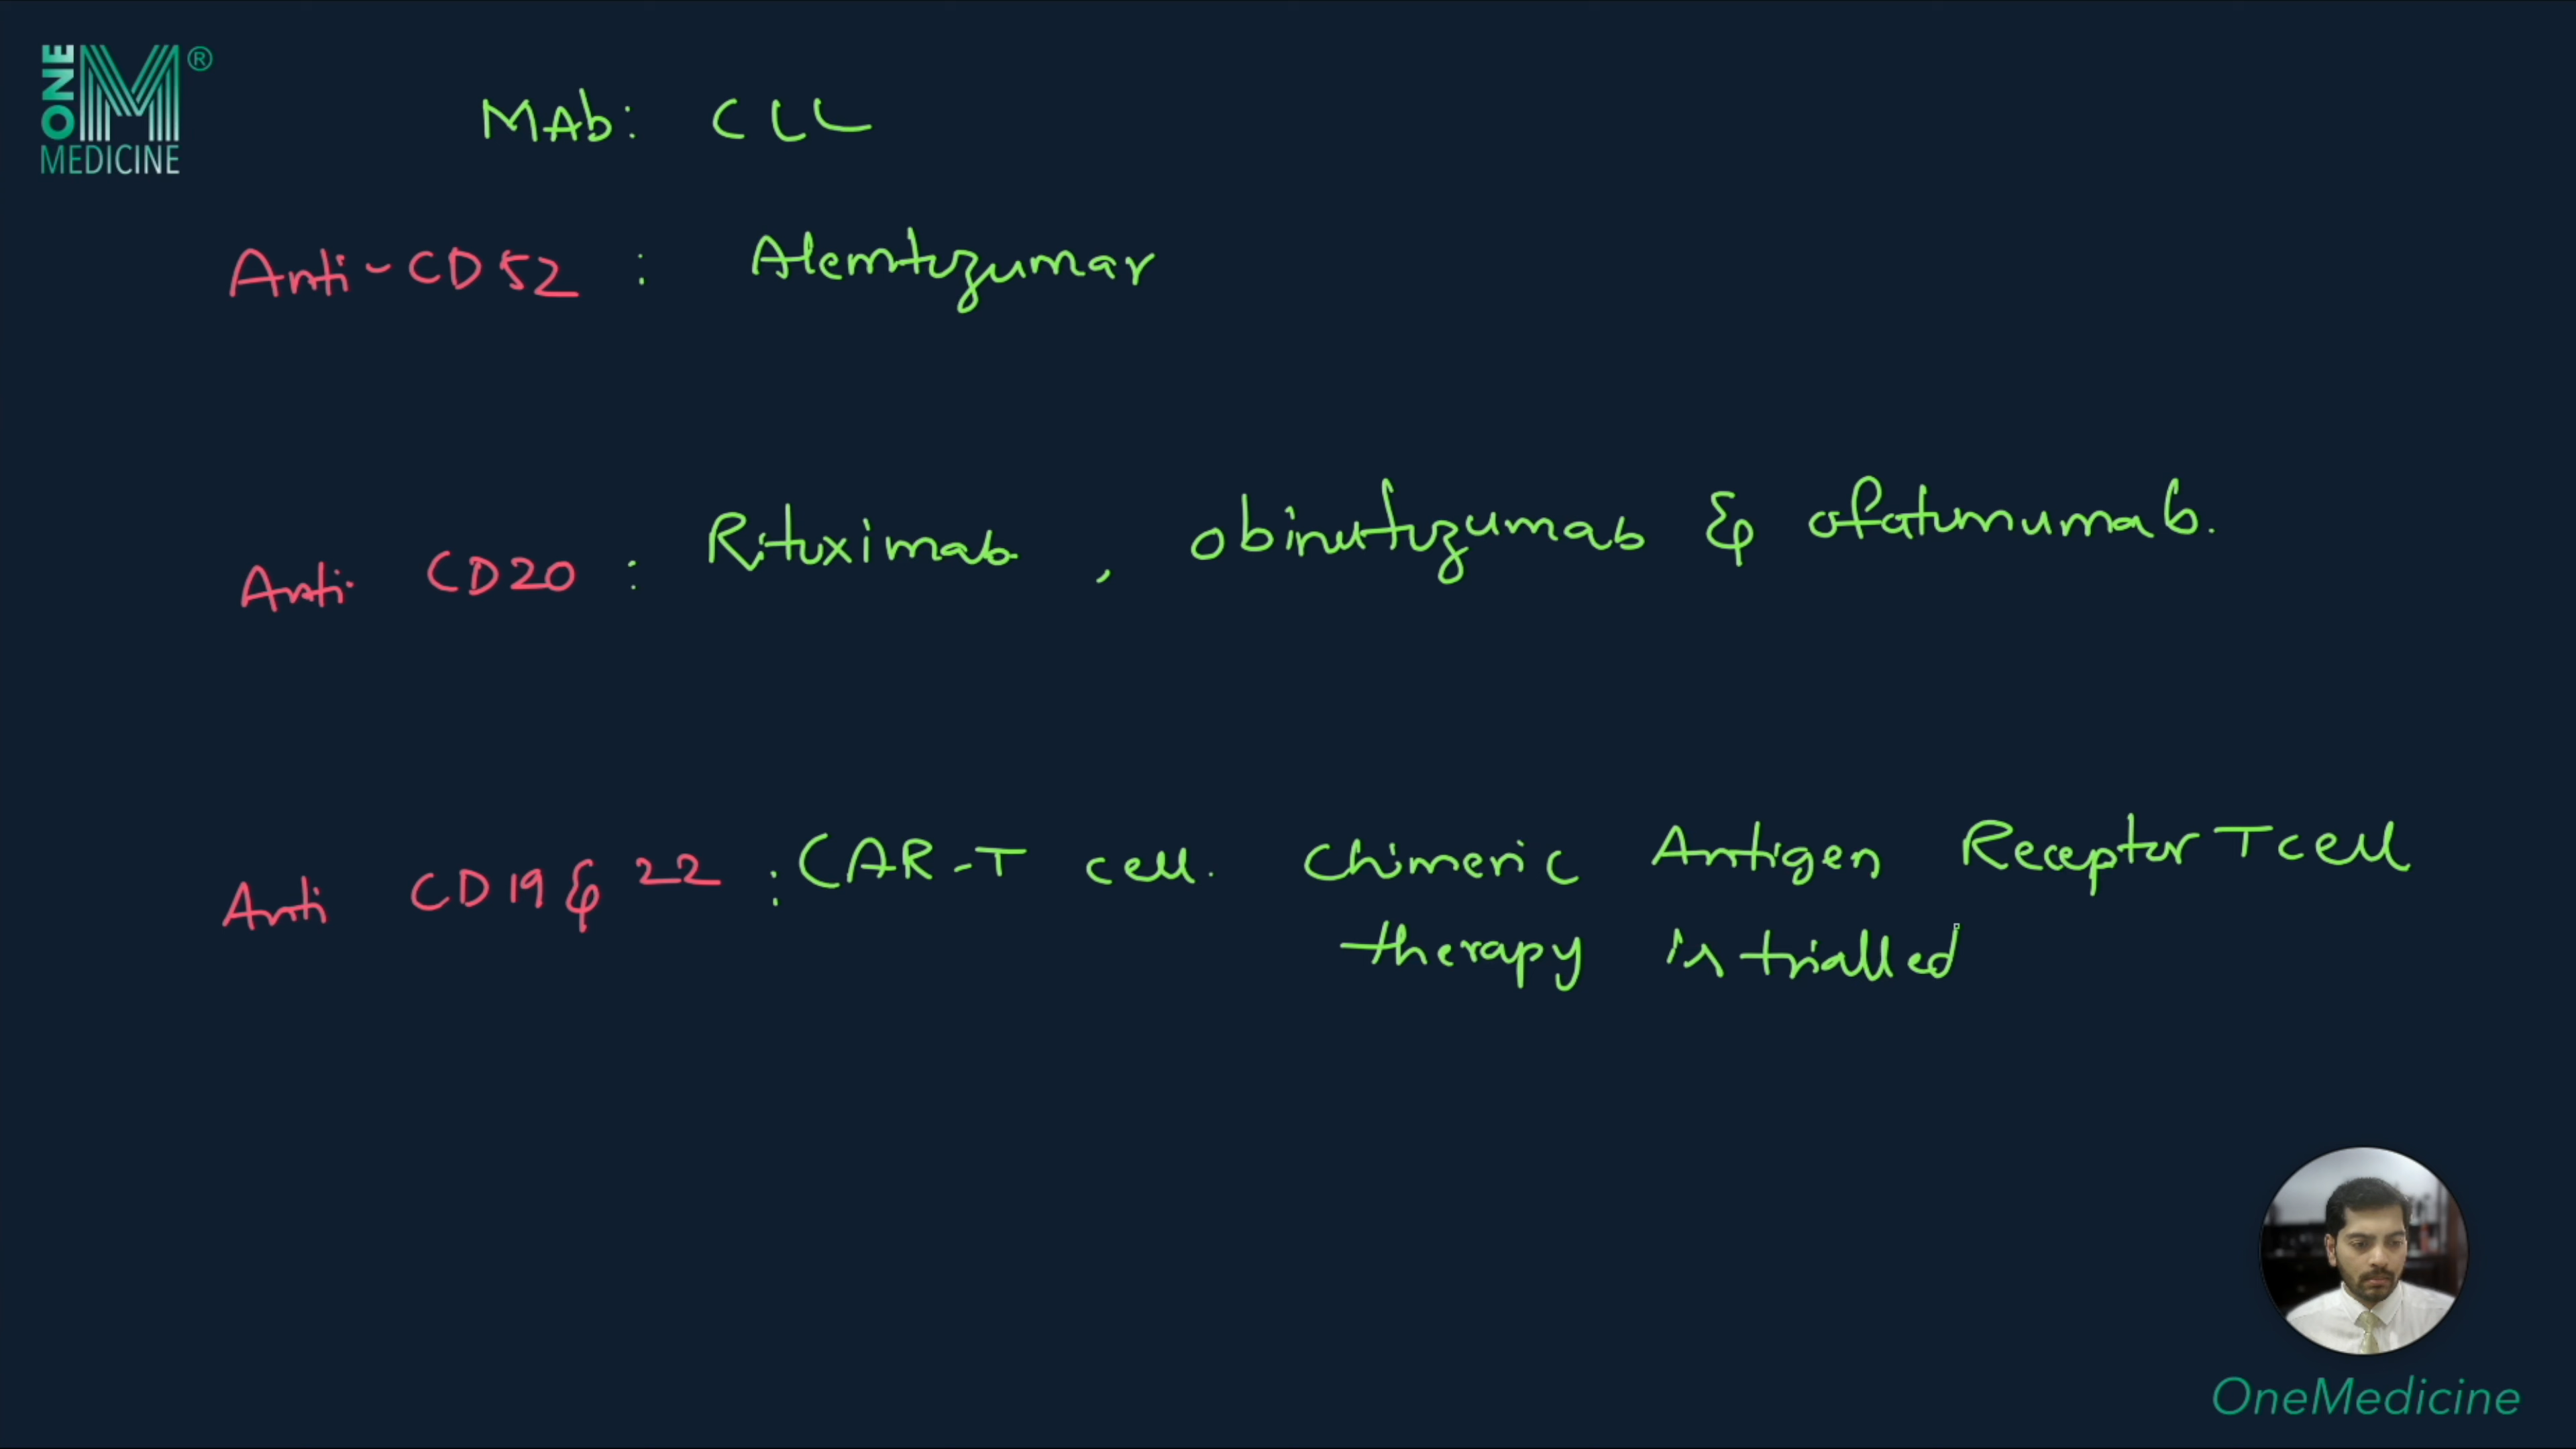 ONE M®
MEDICINE
MAb: CLL
Anti-CD52 : Alemtuzumar
Anti- CD20 : Rituximab, obinutuzumab & ofatumumab.
Anti CD19 & 22 : CAR-T cell. Chimeric Antigen Receptor T cell
therapy is trialled
OneMedicine